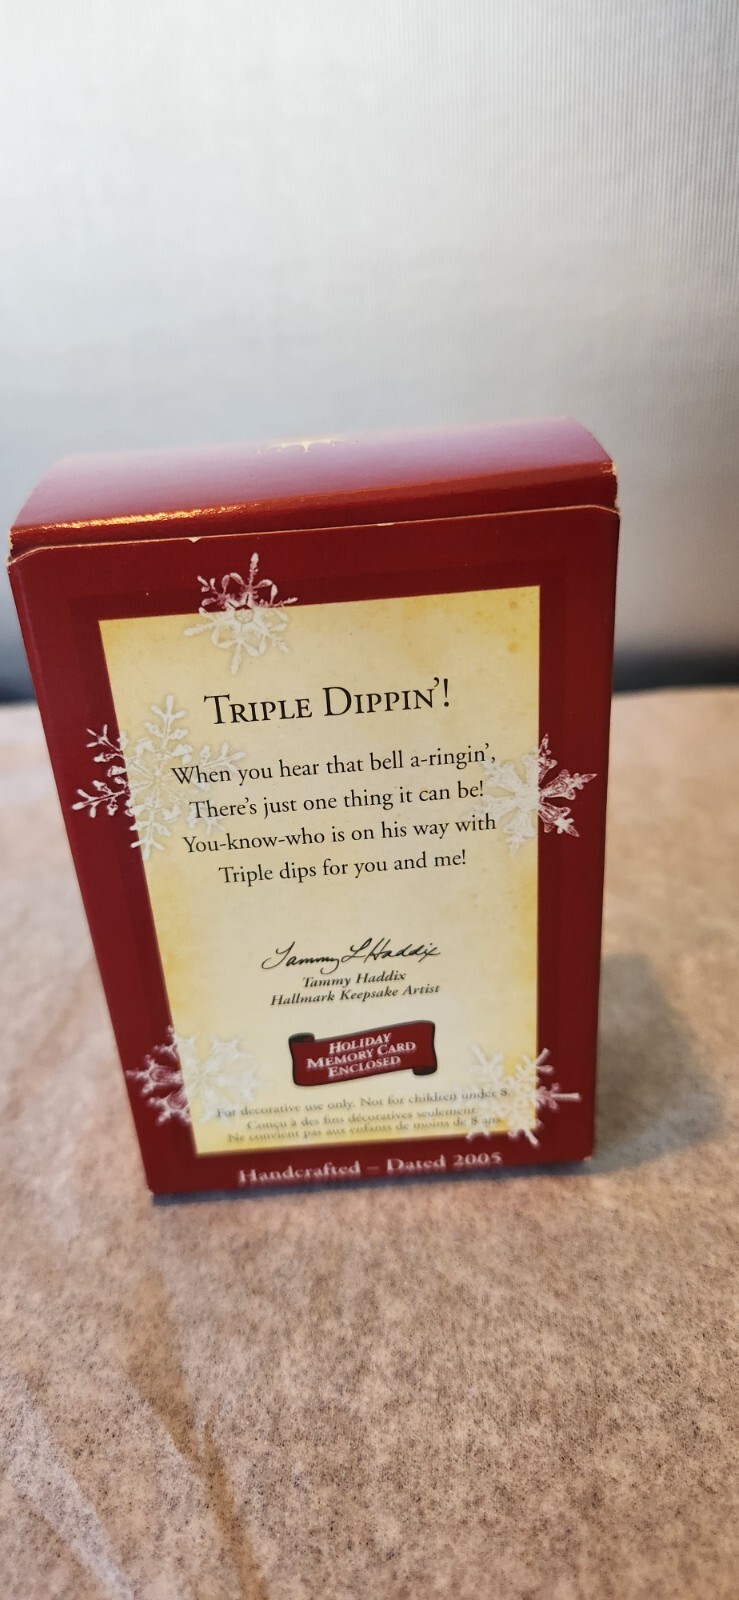 TRIPLE DIPPIN'!
When you hear that bell a-ringin',
There's just one thing it can be!
You-know-who is on his way with
Triple dips for you and me!
Tammy L Haddix
Tammy Haddix
Hallmark Keepsake Artist
HOLIDAY
MEMORY CARD
ENCLOSED
For decorative use only. Not for children under 8.
Conçu à des fins décoratives seulement.
Ne convient pas aux enfants de moins de 8 ans.
Handcrafted – Dated 2005